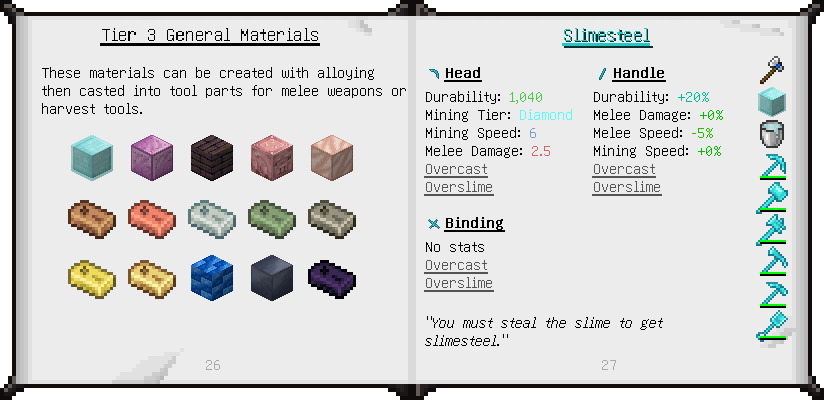 Tier 3 General Materials
These materials can be created with alloying
then casted into tool parts for melee weapons or
harvest tools.
26
Slimesteel
Head
Durability: 1,040
Mining Tier: Diamond
Mining Speed: 6
Melee Damage: 2.5
Overcast
Overslime
Handle
Durability: +20%
Melee Damage: +0%
Melee Speed: -5%
Mining Speed: +0%
Overcast
Overslime
Binding
No stats
Overcast
Overslime
"You must steal the slime to get
slimesteel."
27